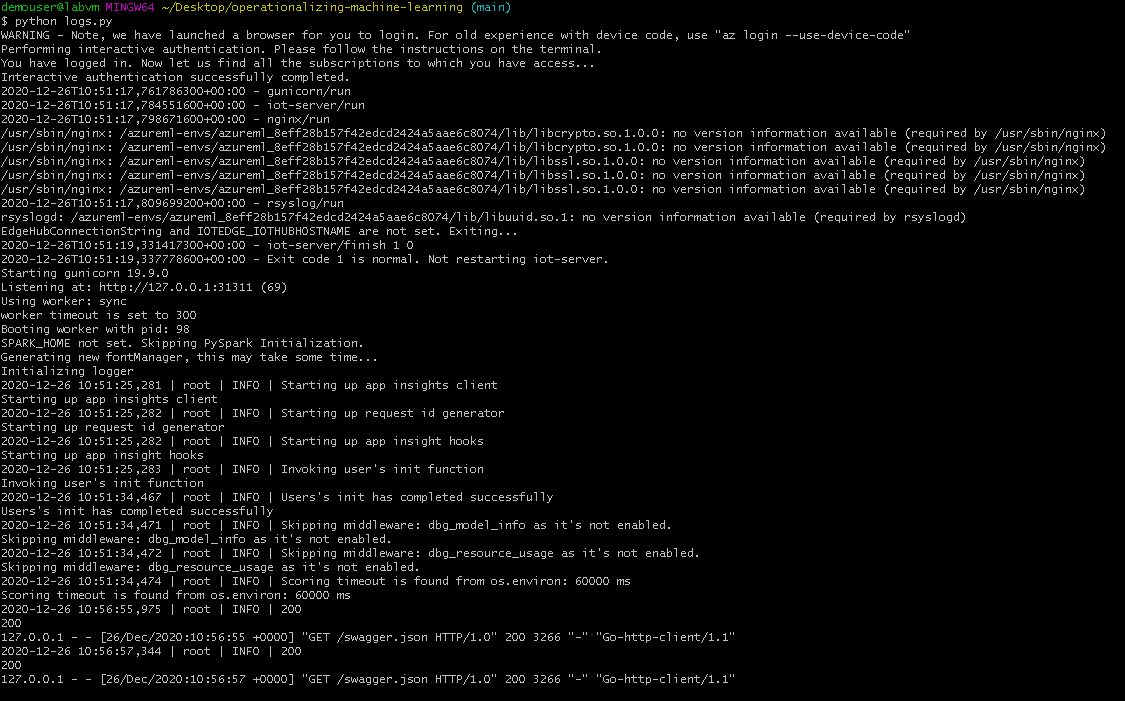 demouser@labvm MINGW64 ~/Desktop/operationalizing-machine-learning (main)
$ python logs.py
WARNING - Note, we have launched a browser for you to login. For old experience with device code, use "az login --use-device-code"
Performing interactive authentication. Please follow the instructions on the terminal.
You have logged in. Now let us find all the subscriptions to which you have access...
Interactive authentication successfully completed.
2020-12-26T10:51:17,761786300+00:00 - gunicorn/run
2020-12-26T10:51:17,784551600+00:00 - iot-server/run
2020-12-26T10:51:17,798671600+00:00 - nginx/run
/usr/sbin/nginx: /azureml-envs/azureml_8eff28b157f42edcd2424a5aae6c8074/lib/libcrypto.so.1.0.0: no version information available (required by /usr/sbin/nginx)
/usr/sbin/nginx: /azureml-envs/azureml_8eff28b157f42edcd2424a5aae6c8074/lib/libcrypto.so.1.0.0: no version information available (required by /usr/sbin/nginx)
/usr/sbin/nginx: /azureml-envs/azureml_8eff28b157f42edcd2424a5aae6c8074/lib/libssl.so.1.0.0: no version information available (required by /usr/sbin/nginx)
/usr/sbin/nginx: /azureml-envs/azureml_8eff28b157f42edcd2424a5aae6c8074/lib/libssl.so.1.0.0: no version information available (required by /usr/sbin/nginx)
/usr/sbin/nginx: /azureml-envs/azureml_8eff28b157f42edcd2424a5aae6c8074/lib/libssl.so.1.0.0: no version information available (required by /usr/sbin/nginx)
2020-12-26T10:51:17,809699200+00:00 - rsyslog/run
rsyslogd: /azureml-envs/azureml_8eff28b157f42edcd2424a5aae6c8074/lib/libuuid.so.1: no version information available (required by rsyslogd)
EdgeHubConnectionString and IOTEDGE_IOTHUBHOSTNAME are not set. Exiting...
2020-12-26T10:51:19,331417300+00:00 - iot-server/finish 1 0
2020-12-26T10:51:19,337778600+00:00 - Exit code 1 is normal. Not restarting iot-server.
Starting gunicorn 19.9.0
Listening at: http://127.0.0.1:31311 (69)
Using worker: sync
worker timeout is set to 300
Booting worker with pid: 98
SPARK_HOME not set. Skipping PySpark Initialization.
Generating new fontManager, this may take some time...
Initializing logger
2020-12-26 10:51:25,281 | root | INFO | Starting up app insights client
Starting up app insights client
2020-12-26 10:51:25,282 | root | INFO | Starting up request id generator
Starting up request id generator
2020-12-26 10:51:25,282 | root | INFO | Starting up app insight hooks
Starting up app insight hooks
2020-12-26 10:51:25,283 | root | INFO | Invoking user's init function
Invoking user's init function
2020-12-26 10:51:34,467 | root | INFO | Users's init has completed successfully
Users's init has completed successfully
2020-12-26 10:51:34,471 | root | INFO | Skipping middleware: dbg_model_info as it's not enabled.
Skipping middleware: dbg_model_info as it's not enabled.
2020-12-26 10:51:34,472 | root | INFO | Skipping middleware: dbg_resource_usage as it's not enabled.
Skipping middleware: dbg_resource_usage as it's not enabled.
2020-12-26 10:51:34,474 | root | INFO | Scoring timeout is found from os.environ: 60000 ms
Scoring timeout is found from os.environ: 60000 ms
2020-12-26 10:56:55,975 | root | INFO | 200
200
127.0.0.1 - - [26/Dec/2020:10:56:55 +0000] "GET /swagger.json HTTP/1.0" 200 3266 "-" "Go-http-client/1.1"
2020-12-26 10:56:57,344 | root | INFO | 200
200
127.0.0.1 - - [26/Dec/2020:10:56:57 +0000] "GET /swagger.json HTTP/1.0" 200 3266 "-" "Go-http-client/1.1"